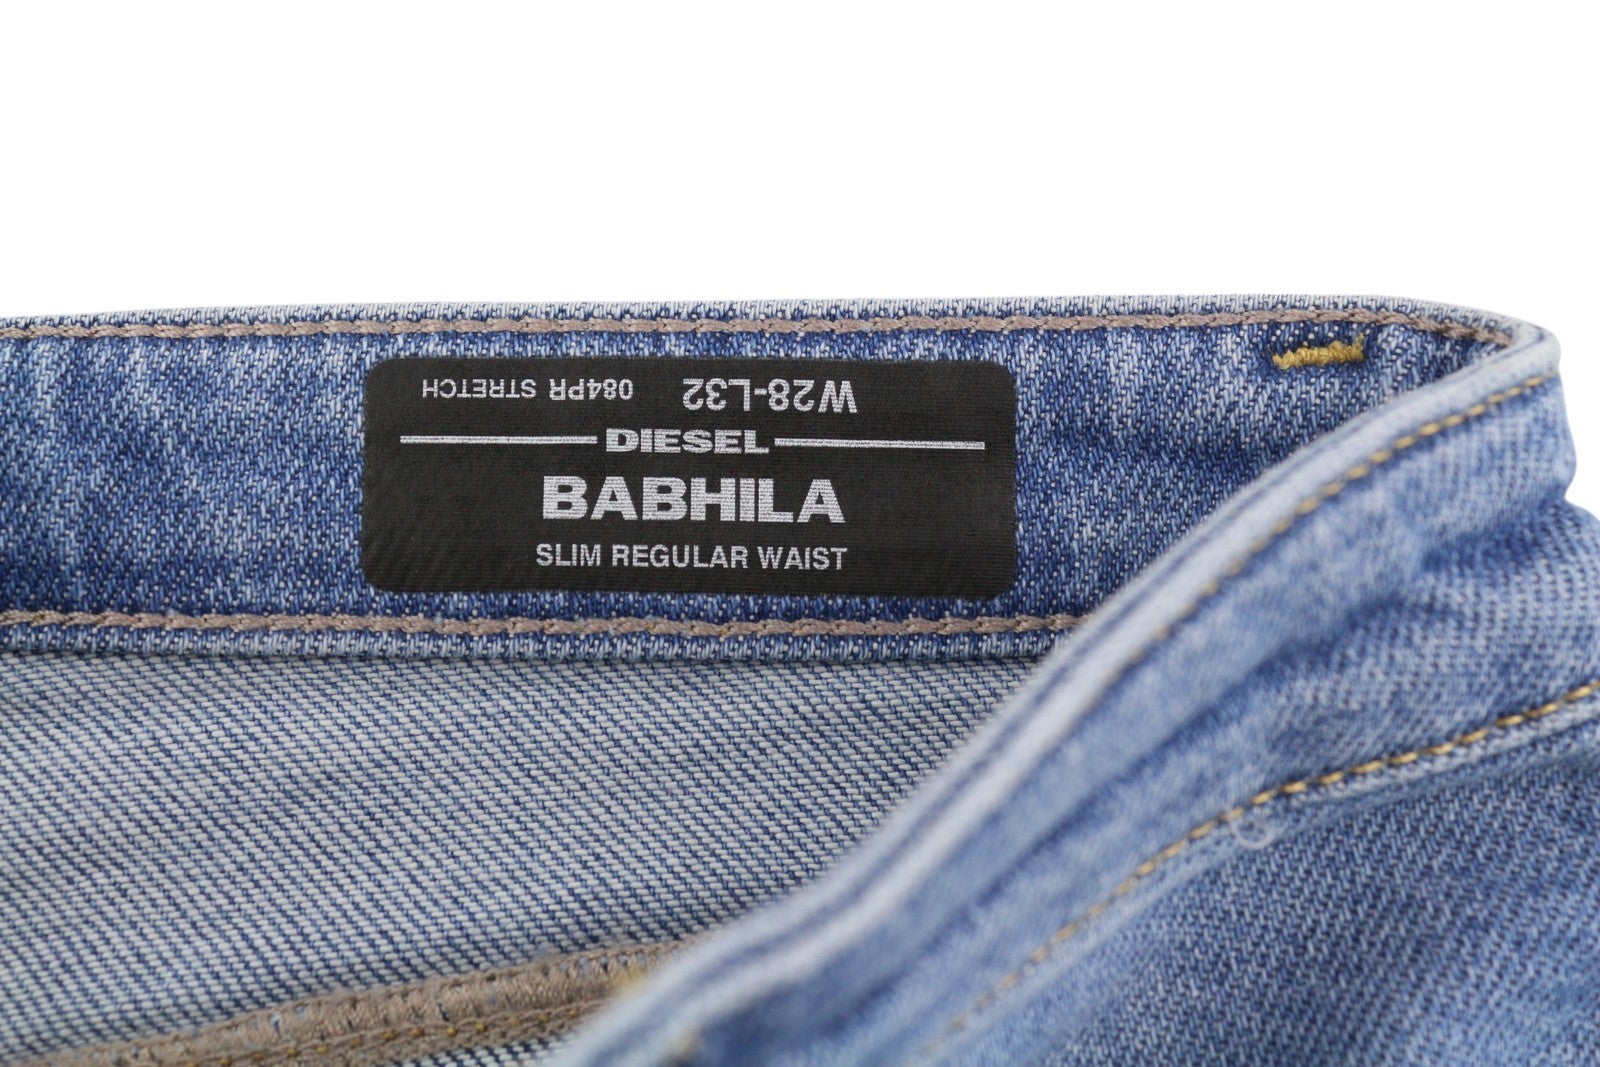 W28-L32 084PR STRETCH
DIESEL
BABHILA
SLIM REGULAR WAIST